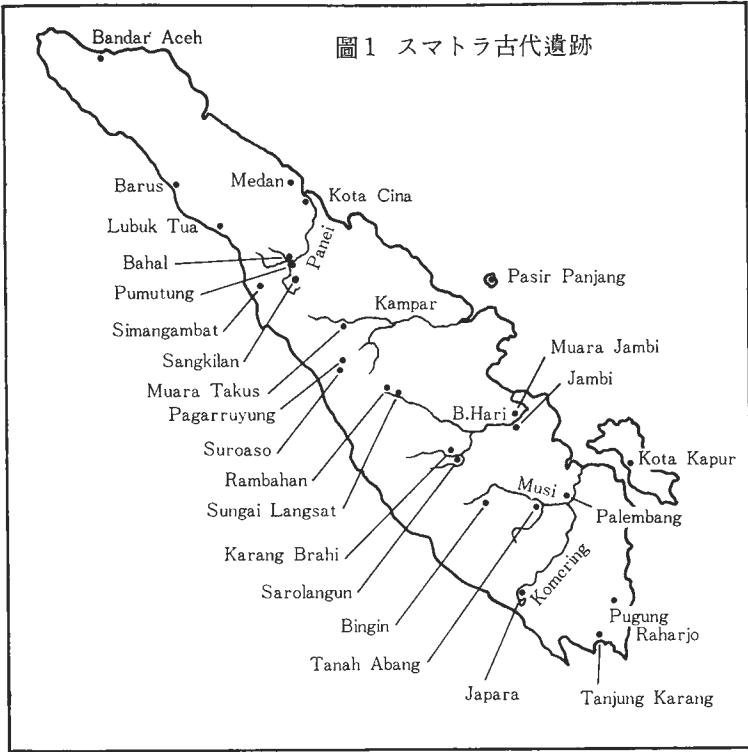 圖1 スマトラ古代遺跡
Bandar Aceh
Barus
Medan
Kota Cina
Lubuk Tua
Panei
Bahal
Pumutung
Pasir Panjang
Simangambat
Kampar
Sangkilan
Muara Takus
Muara Jambi
Jambi
Pagarruyung
B.Hari
Suroaso
Rambahan
Kota Kapur
Sungai Langsat
Musi
Palembang
Karang Brahi
Sarolangun
Komering
Bingin
Pugung
Raharjo
Tanah Abang
Japara
Tanjung Karang